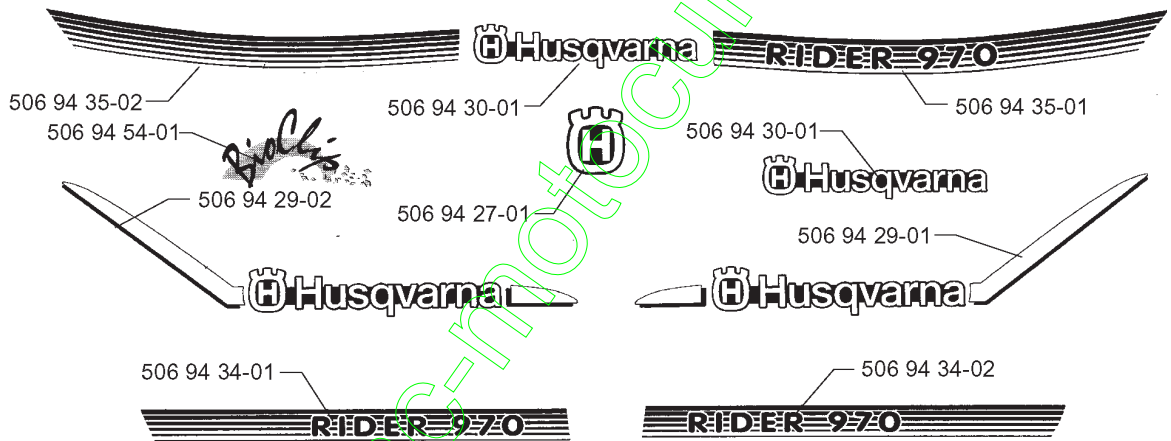 Husqvarna
RIDER 970
506 94 35-02
506 94 30-01
506 94 35-01
506 94 54-01
BioClip
506 94 30-01
H
Husqvarna
506 94 29-02
506 94 27-01
506 94 29-01
H Husqvarna
H Husqvarna
506 94 34-01
506 94 34-02
RIDER 970
RIDER 970
c-motocul